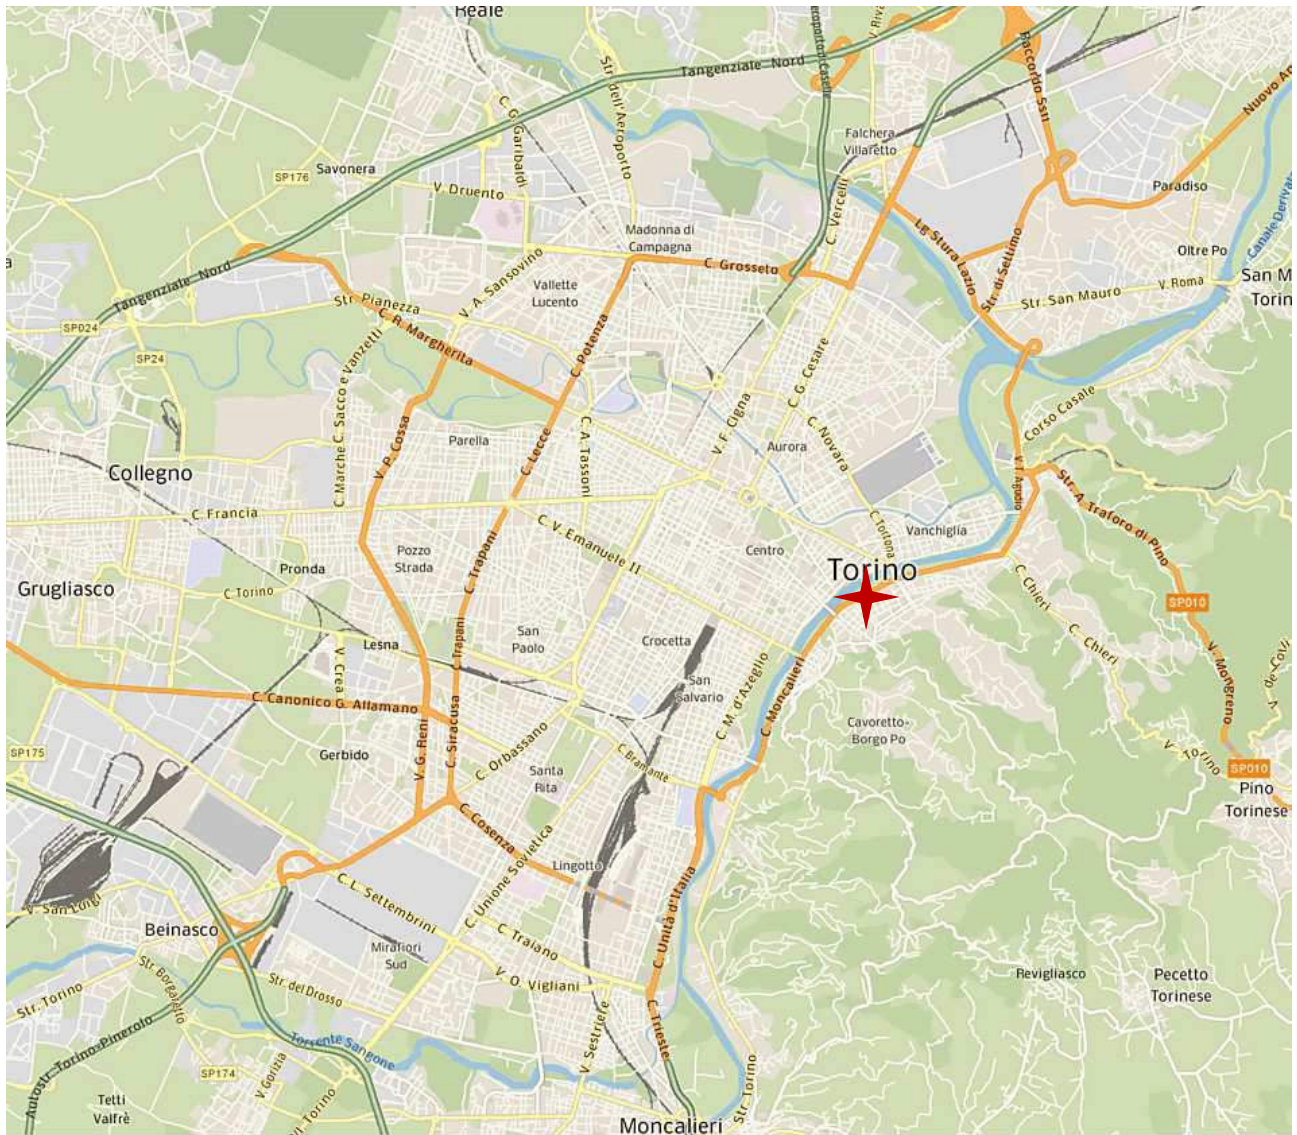 Reale
Tangenziale Nord
Aeroporto di Caselle
V. Riva
Raccordo SS11
Nuovo
Str. dell'Aeroporto
C. G. Garibaldi
Falchera
Villaretto
Savonera
SP176
V. Druento
C. Vercelli
Paradiso
Canale
Madonna di
Campagna
Lg. Stura Lazio
Str. di Settimo
Oltre Po
C. Grosseto
V. A. Sansovino
Tangenziale Nord
Vallette
Lucento
San M
Torin
Str. Pianezza
Str. San Mauro
V. Roma
C. R. Margherita
SP024
C. Potenza
SP24
C. Marche C. Sacco e Vanzetti
C. G. Cesare
V. P. Cossa
C. Lecce
C. A. Tassoni
V. F. Cigna
C. Novara
Corso Casale
Parella
Aurora
Collegno
V. T. Agudio
Str. A. Traforo di Pino
C. Francia
C. V. Emanuele II
C. Tortona
Vanchiglia
Pozzo
Strada
Centro
C. Trapani
Pronda
Torino
Grugliasco
C. Torino
C. Chieri
SP010
C. Chieri
San
Paolo
Crocetta
Lesna
V. Crea
C. Trapani
V. Mongreno
San
Salvario
C. M. d'Azeglio
C. Moncalieri
C. Canonico G. Allamano
C. Siracusa
V. G. Reni
Cavoretto-
Borgo Po
V. Torino
SP175
Gerbido
C. Orbassano
C. Bramante
SP010
Santa
Rita
Pino
Torinese
C. Cosenza
C. Unione Sovietica
Lingotto
C. L. Settembrini
C. Unità d'Italia
V. San Luigi
Beinasco
Mirafiori
Sud
C. Traiano
Str. Borgaretto
Str. del Drosso
V. O. Vigliani
Revigliasco
Pecetto
Torinese
Str. Torino
C. Trieste
Autostr. Torino-Pinerolo
Torrente Sangone
V. Sestriere
SP174
V. Gorizia
Str. Torino
Tetti
Valfrè
V. Torino
Moncalieri